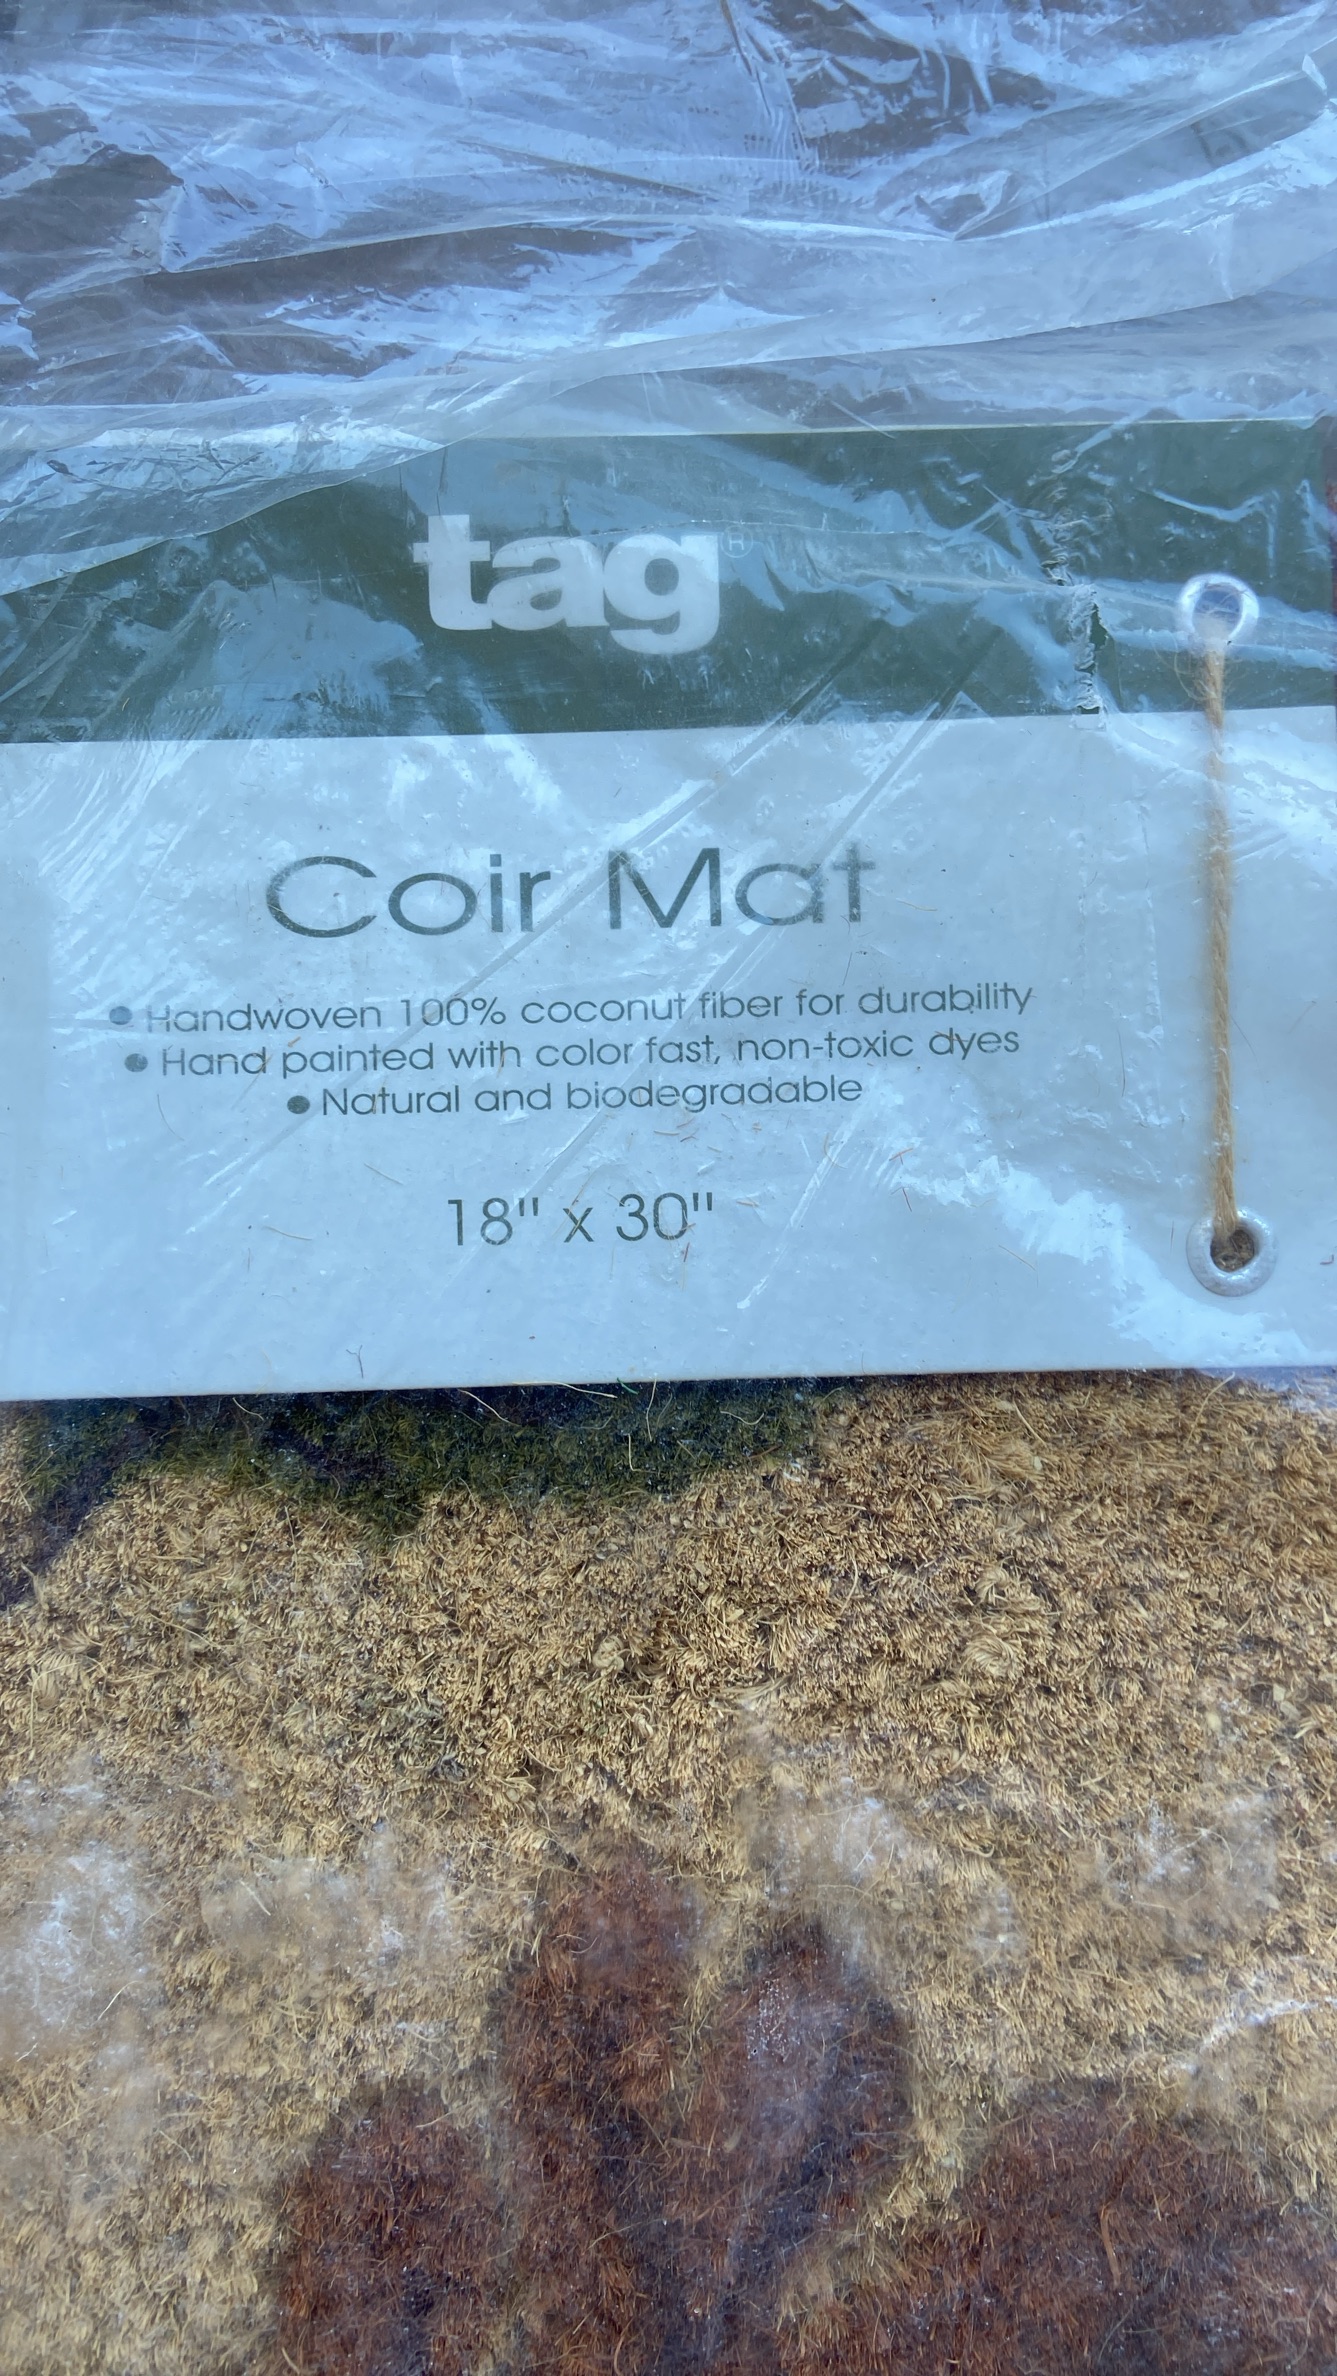 tag®
Coir Mat
• Handwoven 100% coconut fiber for durability
• Hand painted with color fast, non-toxic dyes
• Natural and biodegradable
18" x 30"